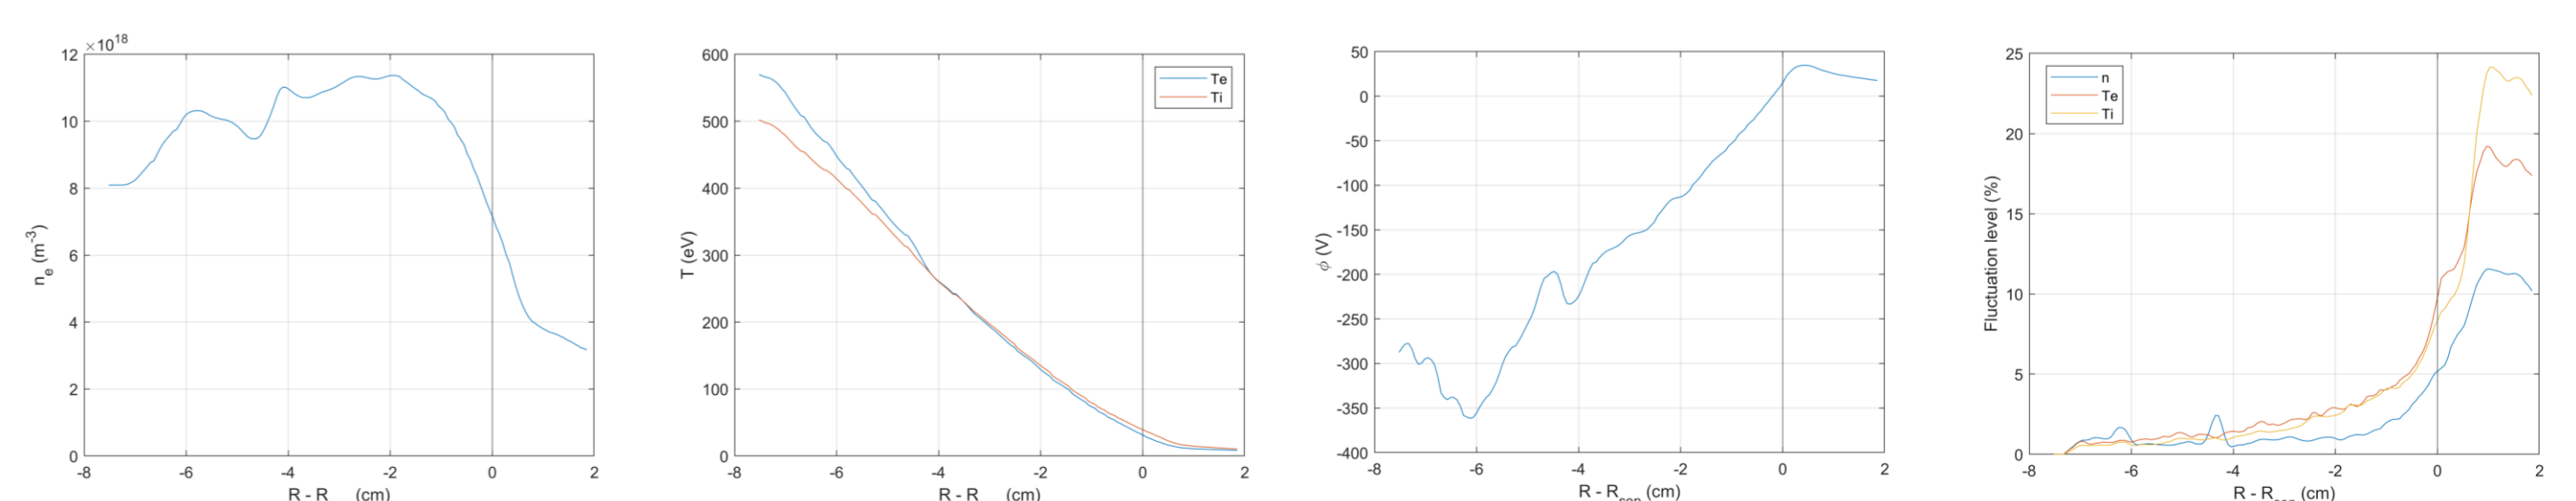 ×10^18
12
10
8
6
4
2
0
n_e (m^-3)
-8 -6 -4 -2 0 2
R - R (cm)
600
500
400
300
200
100
0
T (eV)
Te
Ti
-8 -6 -4 -2 0 2
R - R (cm)
50
0
-50
-100
-150
-200
-250
-300
-350
-400
ϕ (V)
-8 -6 -4 -2 0 2
R - R_sep (cm)
25
20
15
10
5
0
Fluctuation level (%)
n
Te
Ti
-8 -6 -4 -2 0 2
R - R_sep (cm)